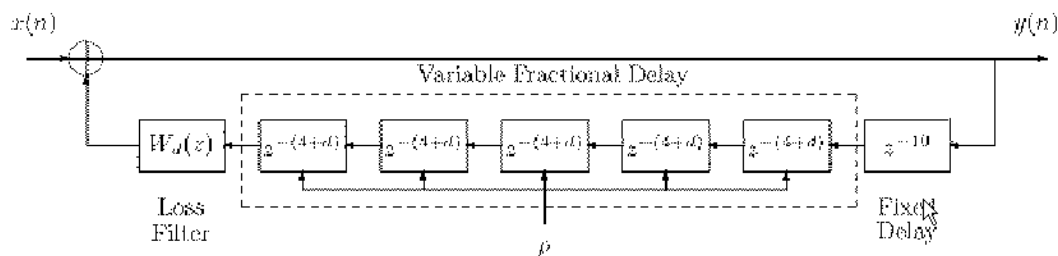 x(n)
y(n)
Variable Fractional Delay
W_d(z)
z^{-(4+d)}
z^{-(4+d)}
z^{-(4+d)}
z^{-(4+d)}
z^{-(4+d)}
z^{-10}
Loss
Filter
Fixed
Delay
ρ